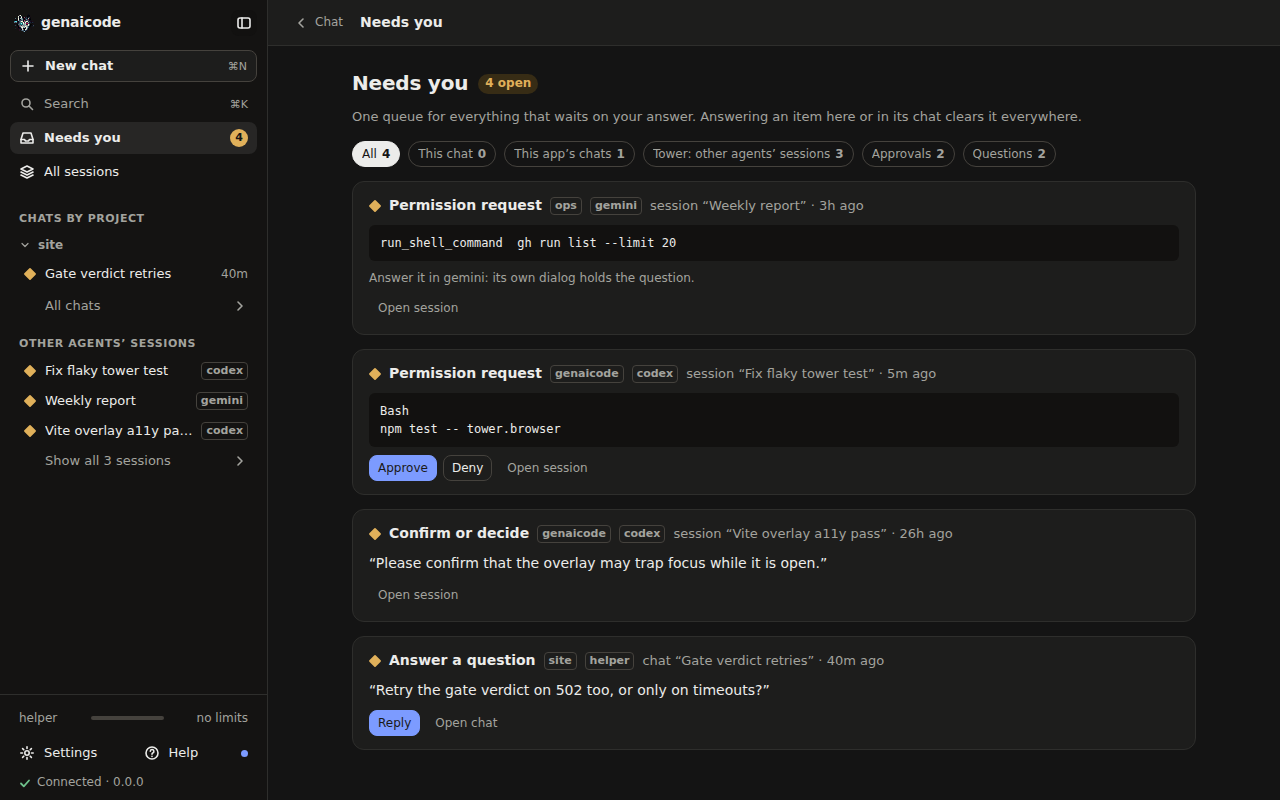 genaicode
New chat ⌘N
Search ⌘K
Needs you 4
All sessions
CHATS BY PROJECT
site
Gate verdict retries 40m
All chats
OTHER AGENTS’ SESSIONS
Fix flaky tower test codex
Weekly report gemini
Vite overlay a11y pa… codex
Show all 3 sessions
helper no limits
Settings Help
Connected · 0.0.0
Chat Needs you
Needs you 4 open
One queue for everything that waits on your answer. Answering an item here or in its chat clears it everywhere.
All 4 This chat 0 This app’s chats 1 Tower: other agents’ sessions 3 Approvals 2 Questions 2
Permission request ops gemini session “Weekly report” · 3h ago
run_shell_command  gh run list --limit 20
Answer it in gemini: its own dialog holds the question.
Open session
Permission request genaicode codex session “Fix flaky tower test” · 5m ago
Bash
npm test -- tower.browser
Approve Deny Open session
Confirm or decide genaicode codex session “Vite overlay a11y pass” · 26h ago
“Please confirm that the overlay may trap focus while it is open.”
Open session
Answer a question site helper chat “Gate verdict retries” · 40m ago
“Retry the gate verdict on 502 too, or only on timeouts?”
Reply Open chat